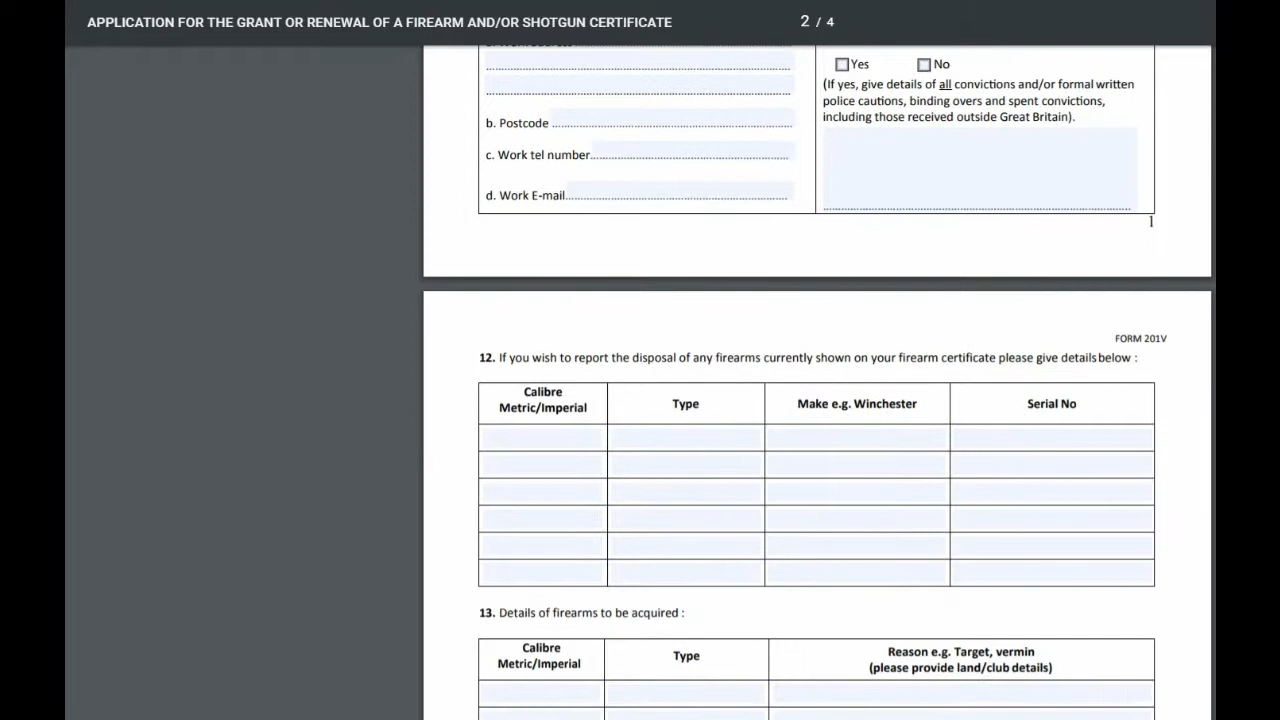 APPLICATION FOR THE GRANT OR RENEWAL OF A FIREARM AND/OR SHOTGUN CERTIFICATE
2 / 4
b. Postcode
c. Work tel number
d. Work E-mail
Yes
No
(If yes, give details of all convictions and/or formal written
police cautions, binding overs and spent convictions,
including those received outside Great Britain).
1
FORM 201V
12. If you wish to report the disposal of any firearms currently shown on your firearm certificate please give details below :
Calibre
Metric/Imperial
Type
Make e.g. Winchester
Serial No
13. Details of firearms to be acquired :
Calibre
Metric/Imperial
Type
Reason e.g. Target, vermin
(please provide land/club details)